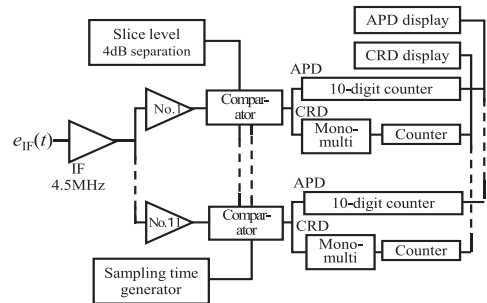 Slice level
4dB separation
APD display
CRD display
No.1
Compar-
ator
APD
10-digit counter
CRD
Mono-
multi
Counter
eIF(t)
IF
4.5MHz
No.11
Compar-
ator
APD
10-digit counter
CRD
Mono-
multi
Counter
Sampling time
generator